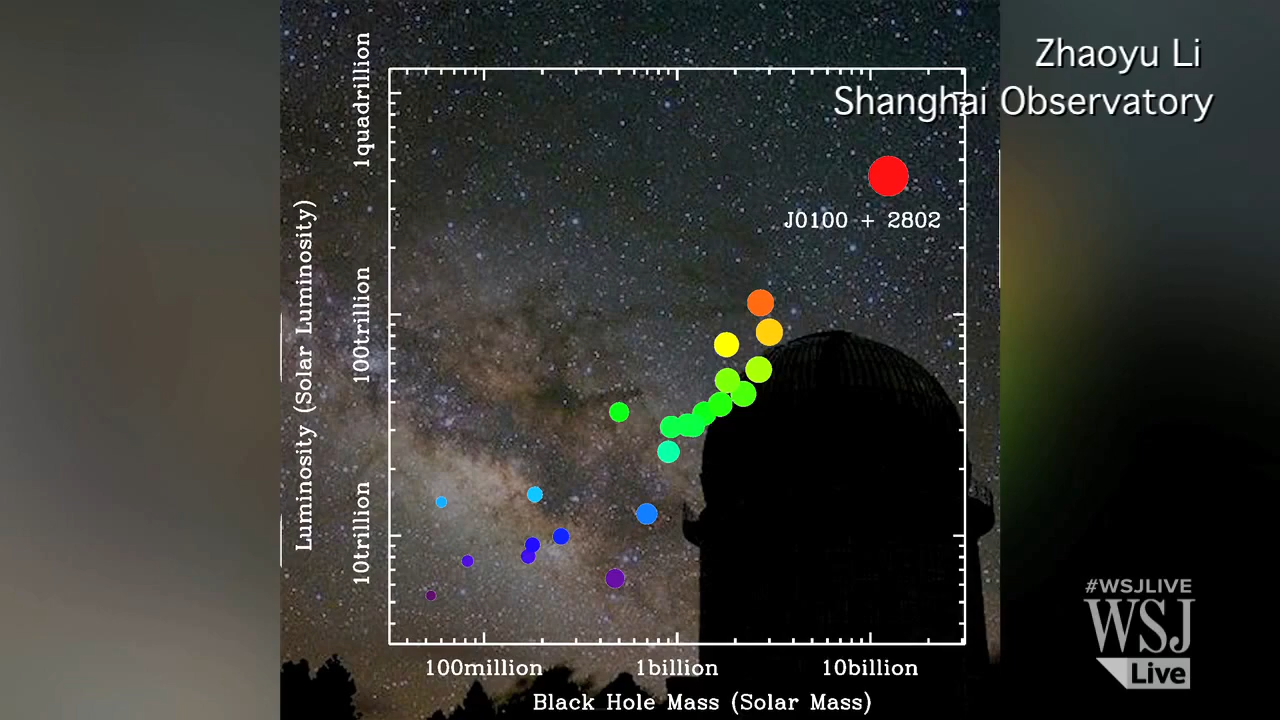 Zhaoyu Li
Shanghai Observatory
1quadrillion
100trillion
10trillion
Luminosity (Solar Luminosity)
J0100 + 2802
100million
1billion
10billion
Black Hole Mass (Solar Mass)
#WSJLIVE
WSJ
Live